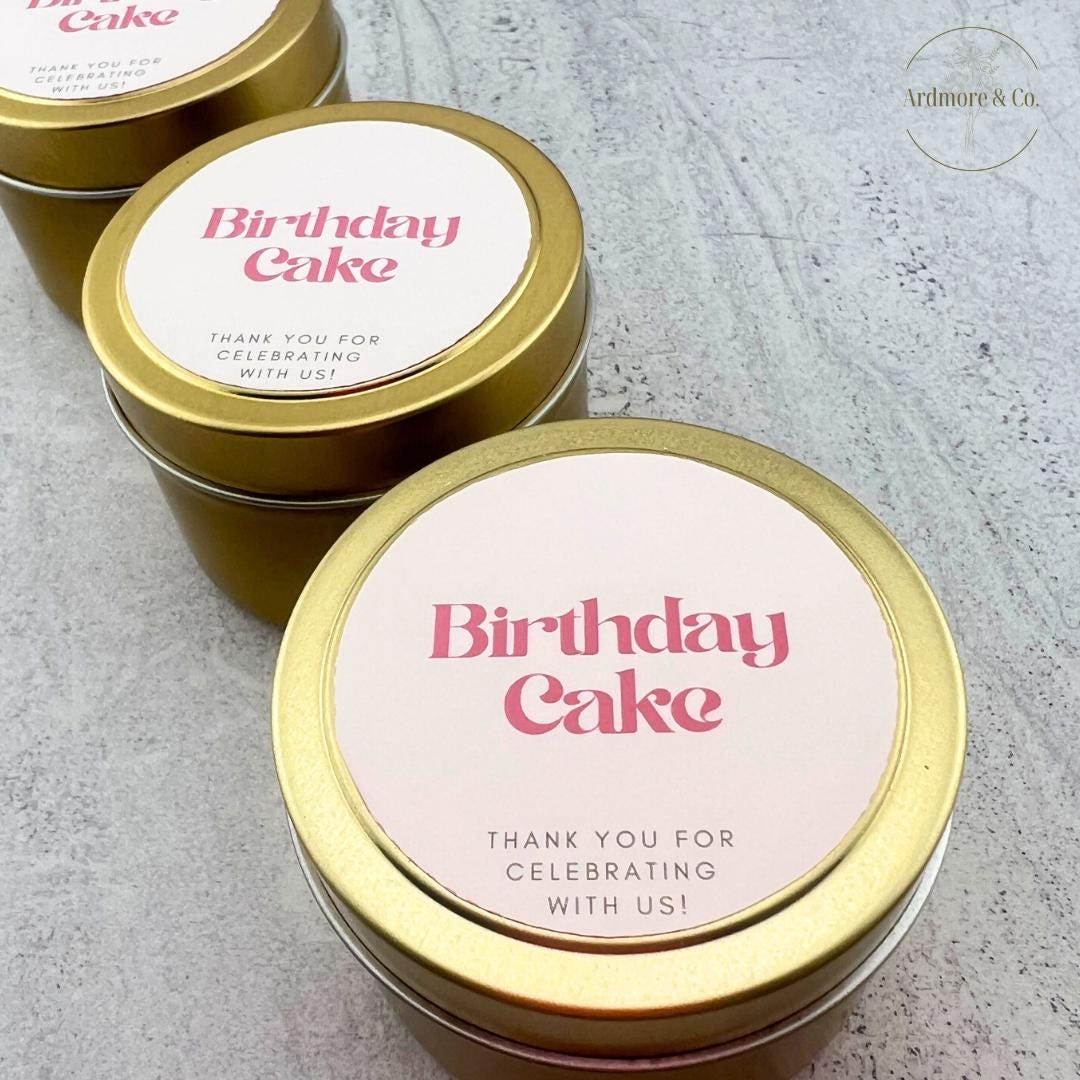 Cake
THANK YOU FOR
CELEBRATING
WITH US!
Ardmore & Co.
Birthday
Cake
THANK YOU FOR
CELEBRATING
WITH US!
Birthday
Cake
THANK YOU FOR
CELEBRATING
WITH US!